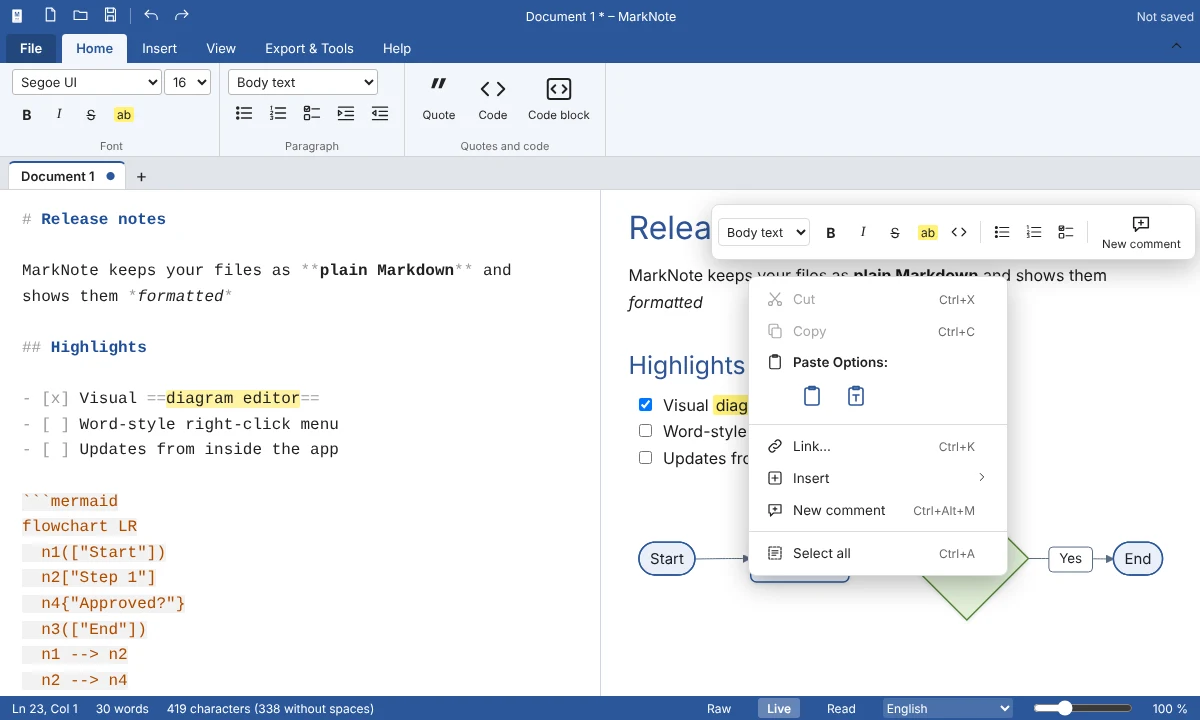 Document 1 * – MarkNote
Not saved
File Home Insert View Export & Tools Help
Segoe UI 16 Body text
B I S ab
Quote Code Code block
Font Paragraph Quotes and code
Document 1 +
# Release notes
MarkNote keeps your files as **plain Markdown** and
shows them *formatted*
## Highlights
- [x] Visual ==diagram editor==
- [ ] Word-style right-click menu
- [ ] Updates from inside the app
```mermaid
flowchart LR
n1(["Start"])
n2["Step 1"]
n4{"Approved?"}
n3(["End"])
n1 --> n2
n2 --> n4
Body text B I S ab New comment
MarkNote keeps your files as plain Markdown and shows them
formatted
Highlights
Visual
Word-style
Updates
Cut Ctrl+X
Copy Ctrl+C
Paste Options:
Link... Ctrl+K
Insert
New comment Ctrl+Alt+M
Select all Ctrl+A
Start Yes End
Ln 23, Col 1 30 words 419 characters (338 without spaces) Raw Live Read English 100 %